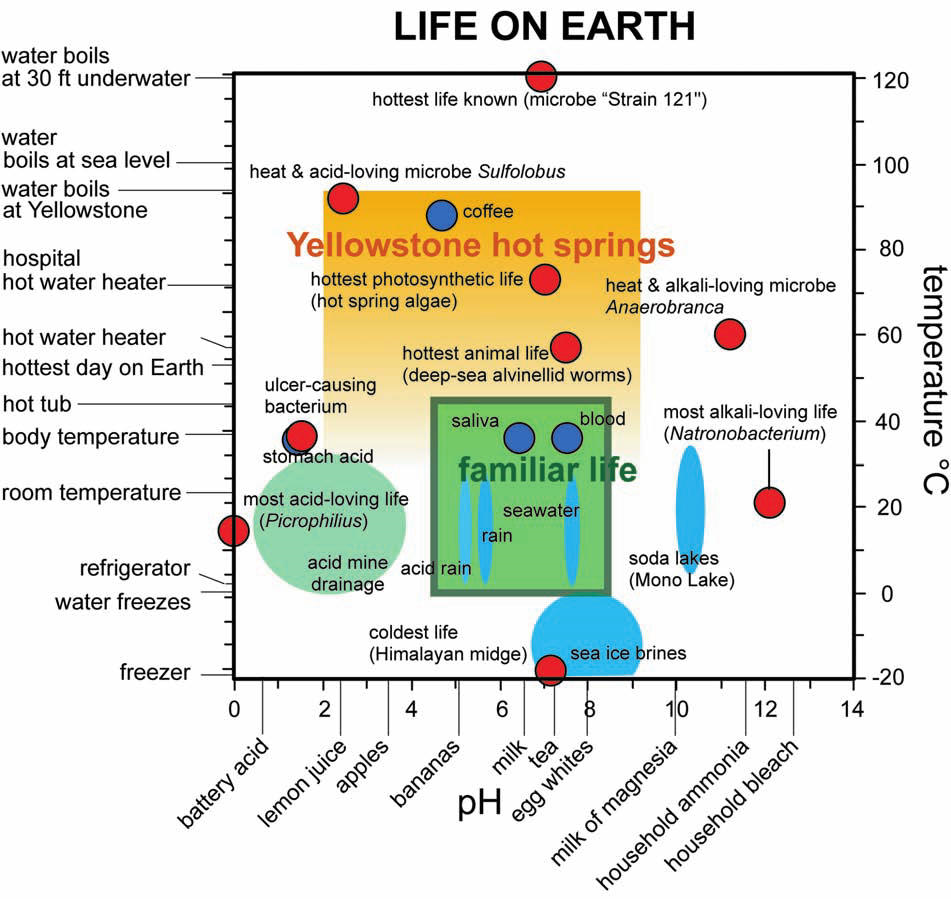 LIFE ON EARTH
water boils
at 30 ft underwater
water
boils at sea level
water boils
at Yellowstone
hospital
hot water heater
hot water heater
hottest day on Earth
hot tub
body temperature
room temperature
refrigerator
water freezes
freezer
hottest life known (microbe “Strain 121")
heat & acid-loving microbe Sulfolobus
coffee
Yellowstone hot springs
hottest photosynthetic life
(hot spring algae)
heat & alkali-loving microbe
Anaerobranca
hottest animal life
(deep-sea alvinellid worms)
ulcer-causing
bacterium
stomach acid
saliva
blood
familiar life
most alkali-loving life
(Natronobacterium)
most acid-loving life
(Picrophilius)
seawater
rain
acid mine
drainage
acid rain
soda lakes
(Mono Lake)
coldest life
(Himalayan midge)
sea ice brines
120
100
80
60
40
20
0
-20
temperature °C
0 2 4 6 8 10 12 14
battery acid
lemon juice
apples
bananas
milk
tea
egg whites
milk of magnesia
household ammonia
household bleach
pH